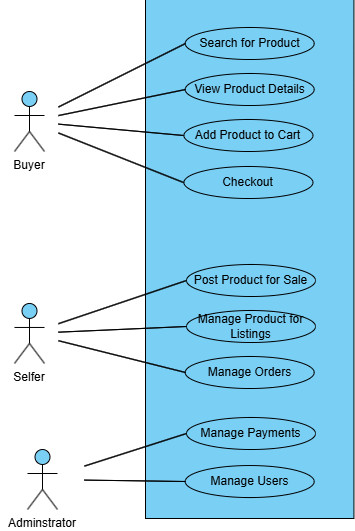 Search for Product
View Product Details
Add Product to Cart
Buyer
Checkout
Post Product for Sale
Manage Product for
Listings
Selfer
Manage Orders
Manage Payments
Manage Users
Adminstrator